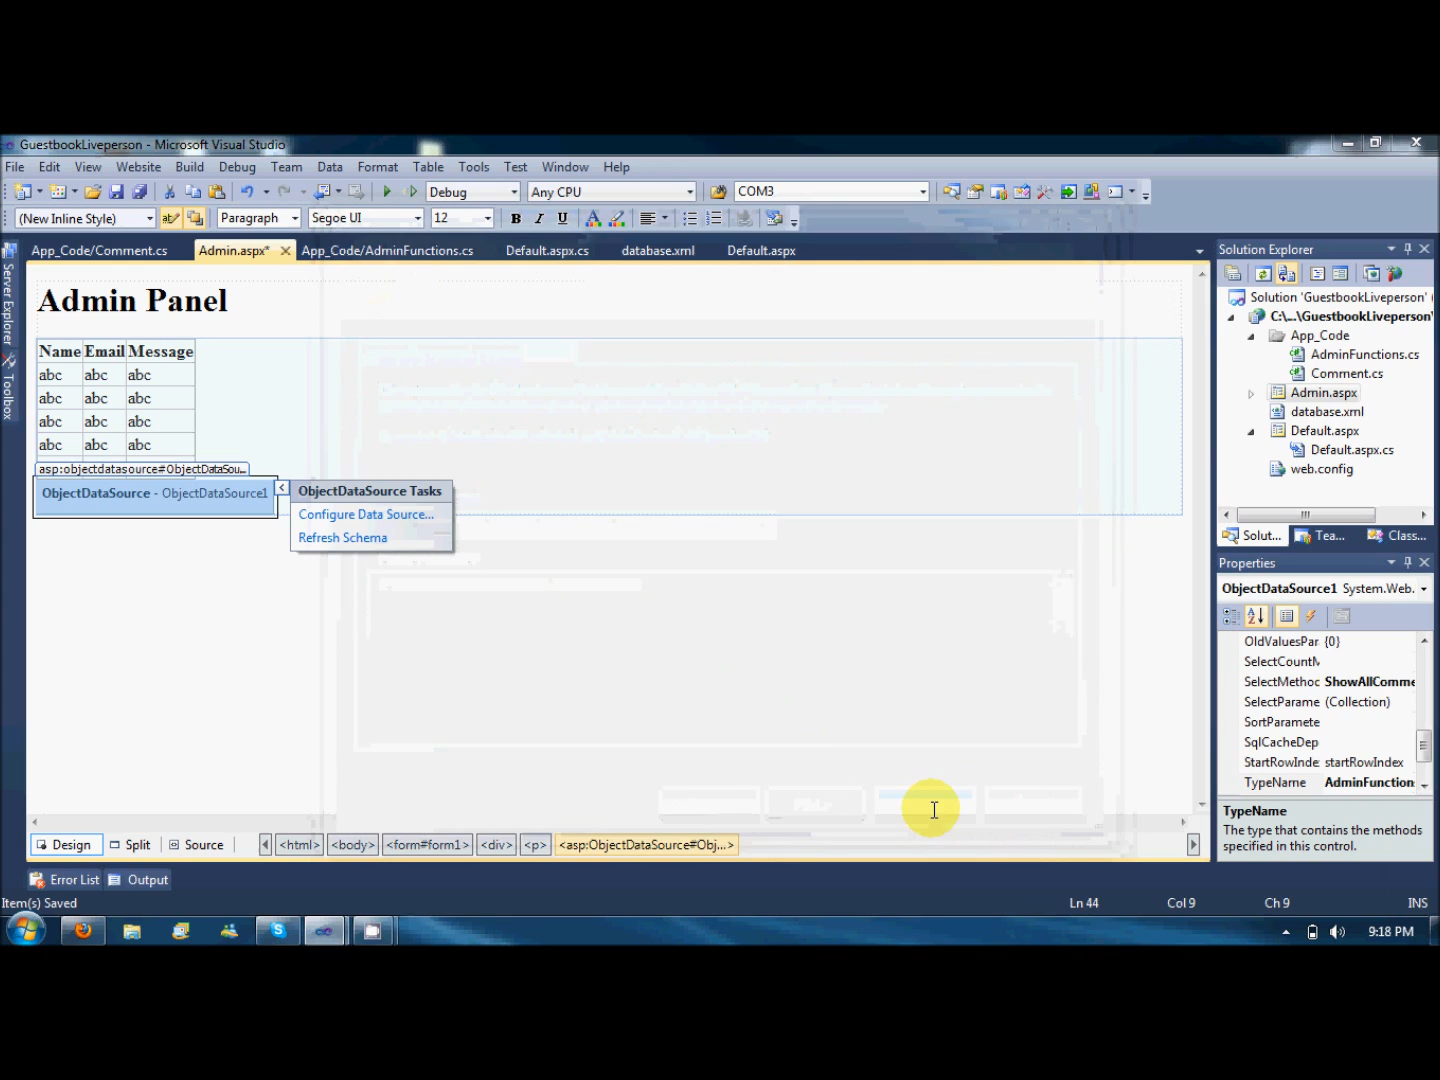 GuestbookLiveperson - Microsoft Visual Studio
File Edit View Website Build Debug Team Data Format Table Tools Test Window Help
Debug Any CPU COM3
(New Inline Style) Paragraph Segoe UI 12 B I U
App_Code/Comment.cs Admin.aspx* App_Code/AdminFunctions.cs Default.aspx.cs database.xml Default.aspx
Server Explorer
Toolbox
Admin Panel
Name Email Message
abc abc abc
abc abc abc
abc abc abc
abc abc abc
asp:objectdatasource#ObjectDataSou...
ObjectDataSource - ObjectDataSource1
ObjectDataSource Tasks
Configure Data Source...
Refresh Schema
Solution Explorer
Solution 'GuestbookLiveperson' (
C:\...\GuestbookLiveperson\
App_Code
AdminFunctions.cs
Comment.cs
Admin.aspx
database.xml
Default.aspx
Default.aspx.cs
web.config
Solut... Tea... Class...
Properties
ObjectDataSource1 System.Web.
OldValuesPar {0}
SelectCountM
SelectMethoc ShowAllComme
SelectParame (Collection)
SortParamete
SqlCacheDep
StartRowInde startRowIndex
TypeName AdminFunction
TypeName
The type that contains the methods
specified in this control.
Design Split Source <html> <body> <form#form1> <div> <p> <asp:ObjectDataSource#Obj...>
Error List Output
Item(s) Saved Ln 44 Col 9 Ch 9 INS
9:18 PM